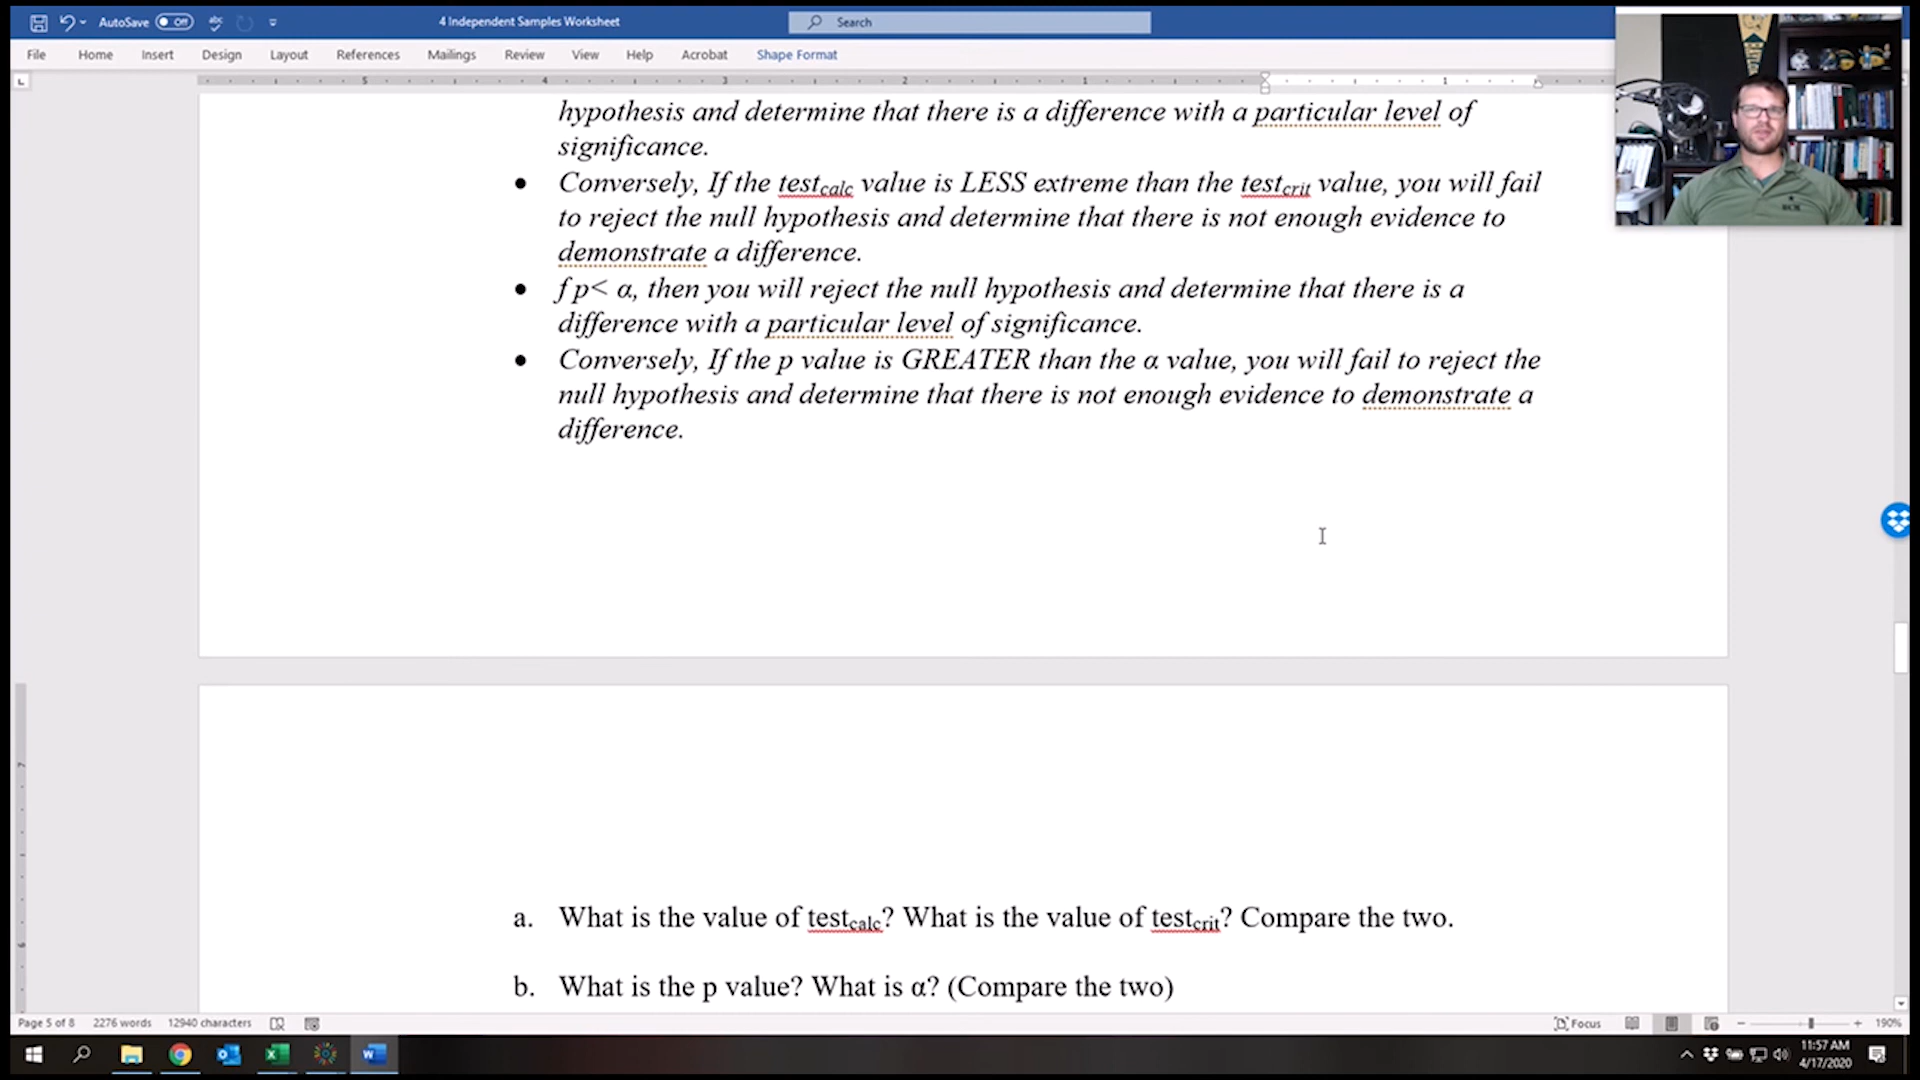 AutoSave Off
4 Independent Samples Worksheet
Search
File Home Insert Design Layout References Mailings Review View Help Acrobat Shape Format
5 4 3 2 1 1
hypothesis and determine that there is a difference with a particular level of
significance.
• Conversely, If the testcalc value is LESS extreme than the testcrit value, you will fail
to reject the null hypothesis and determine that there is not enough evidence to
demonstrate a difference.
• f p< α, then you will reject the null hypothesis and determine that there is a
difference with a particular level of significance.
• Conversely, If the p value is GREATER than the α value, you will fail to reject the
null hypothesis and determine that there is not enough evidence to demonstrate a
difference.
a. What is the value of testcalc? What is the value of testcrit? Compare the two.
b. What is the p value? What is α? (Compare the two)
Page 5 of 8 2276 words 12940 characters Focus 190%
11:57 AM
4/17/2020